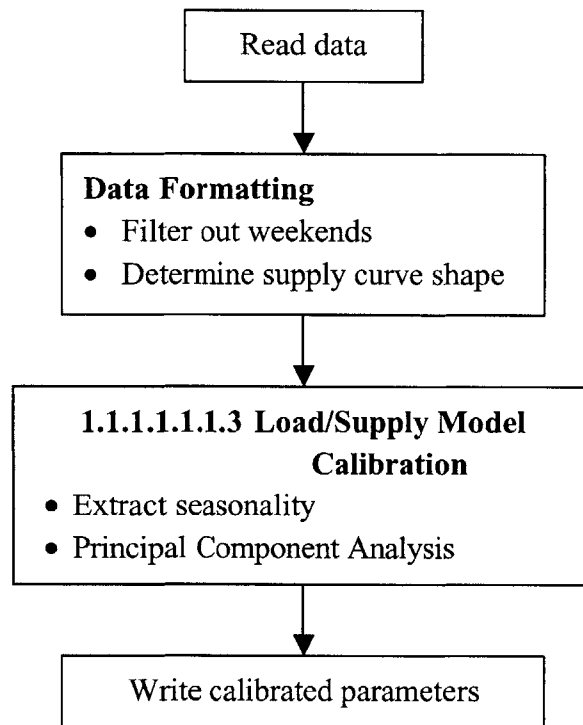 Read data
Data Formatting
• Filter out weekends
• Determine supply curve shape
1.1.1.1.1.1.3 Load/Supply Model
Calibration
• Extract seasonality
• Principal Component Analysis
Write calibrated parameters